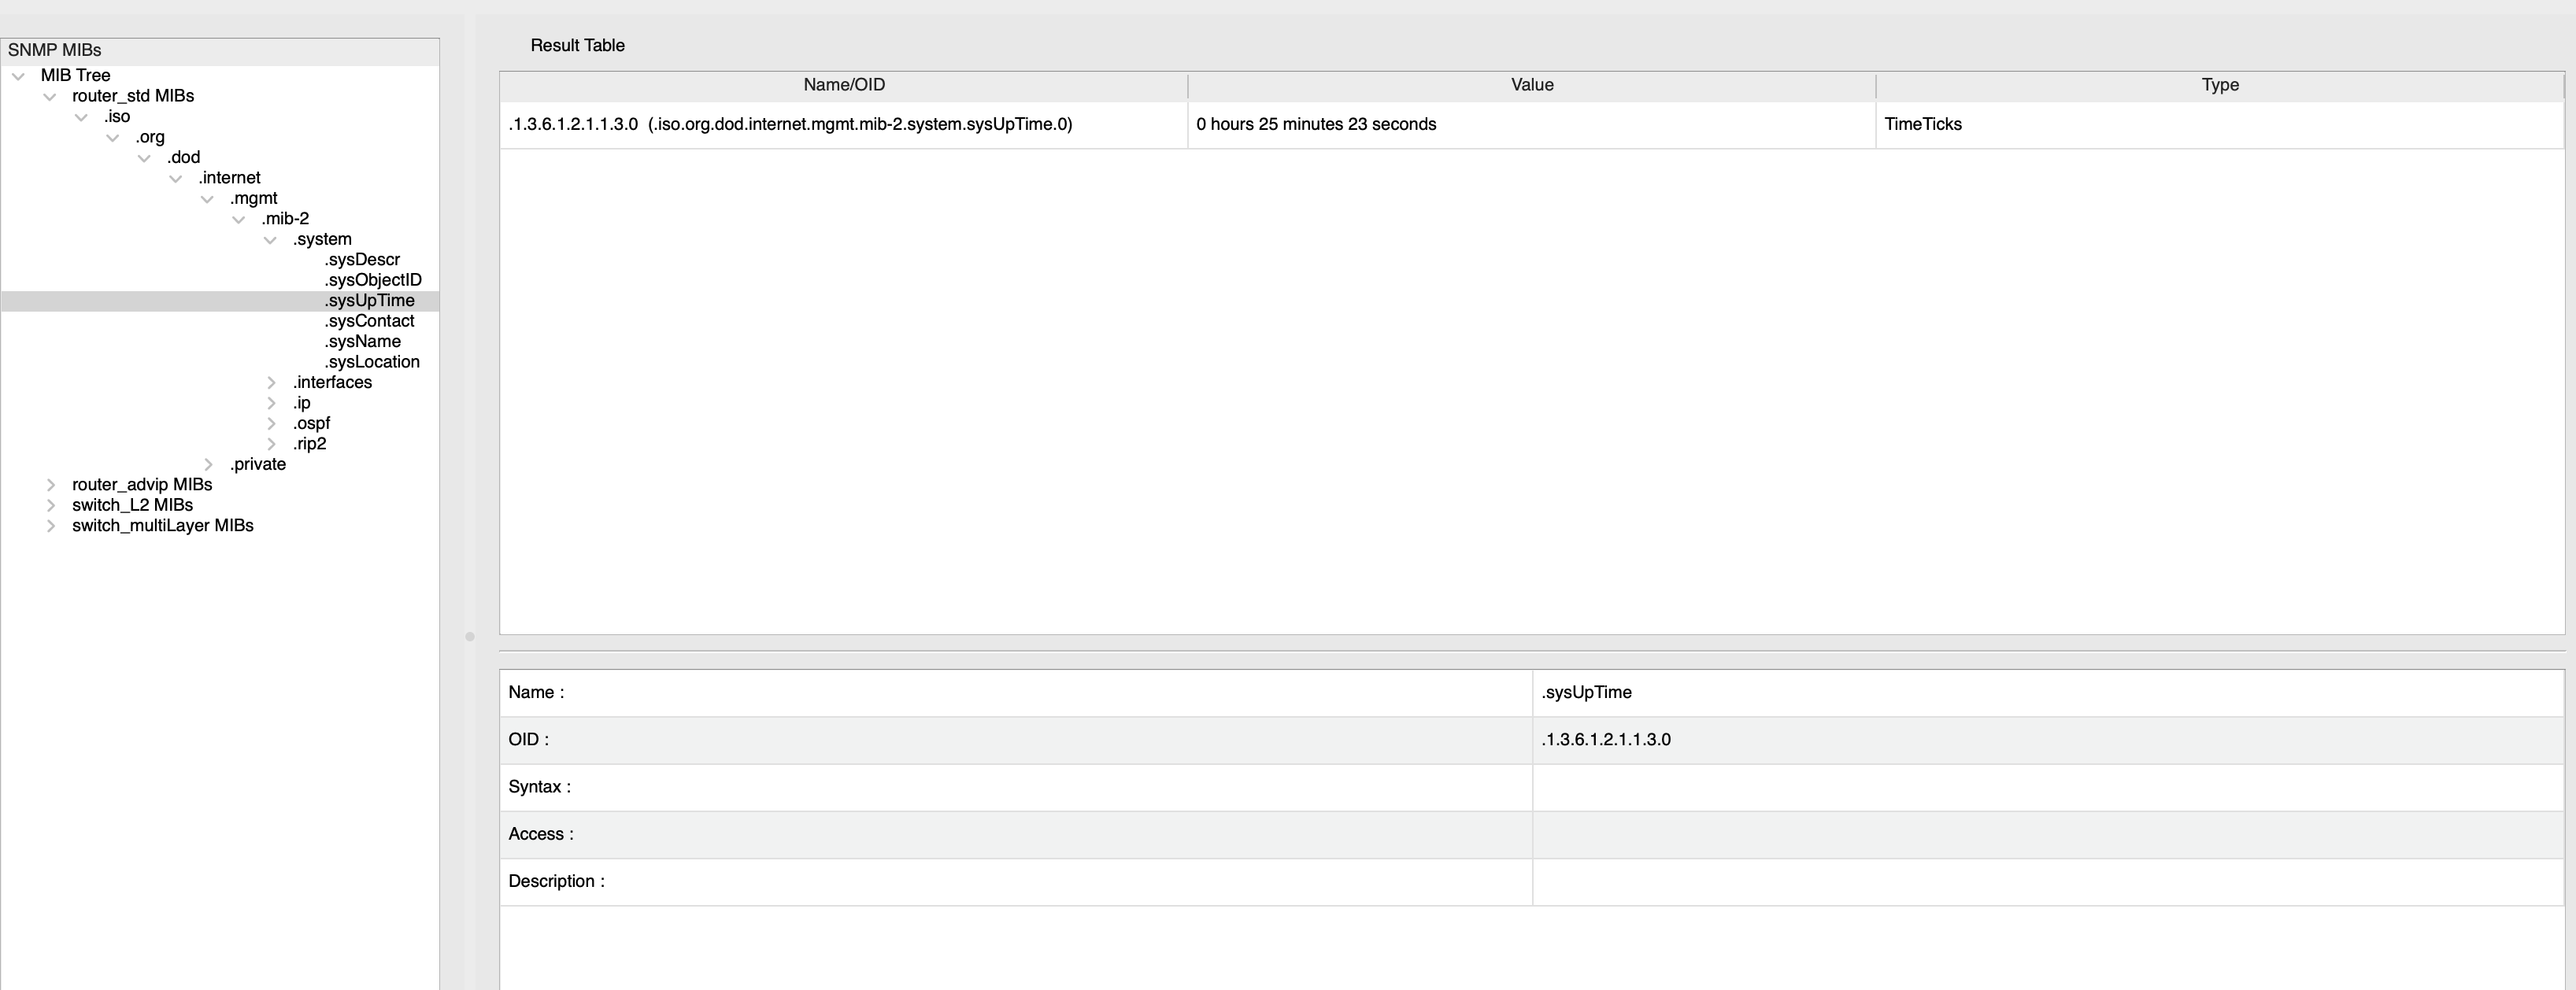 SNMP MIBs
MIB Tree
router_std MIBs
.iso
.org
.dod
.internet
.mgmt
.mib-2
.system
.sysDescr
.sysObjectID
.sysUpTime
.sysContact
.sysName
.sysLocation
.interfaces
.ip
.ospf
.rip2
.private
router_advip MIBs
switch_L2 MIBs
switch_multiLayer MIBs
Result Table
Name/OID Value Type
.1.3.6.1.2.1.1.3.0 (.iso.org.dod.internet.mgmt.mib-2.system.sysUpTime.0) 0 hours 25 minutes 23 seconds TimeTicks
Name : .sysUpTime
OID : .1.3.6.1.2.1.1.3.0
Syntax :
Access :
Description :